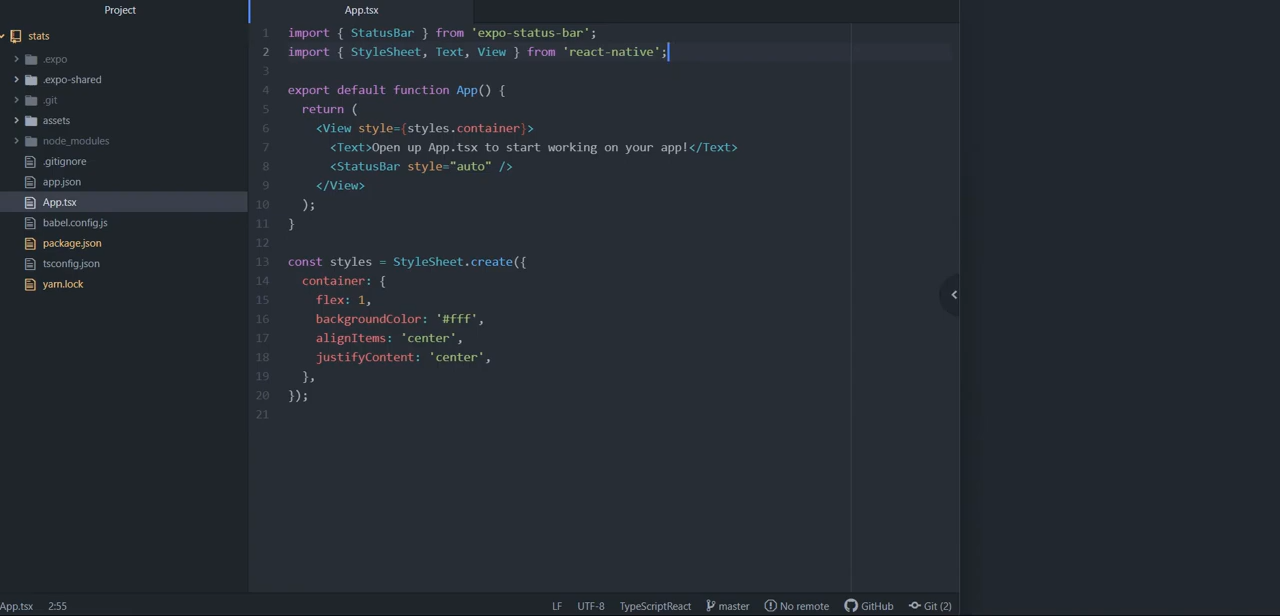 Project
stats
.expo
.expo-shared
.git
assets
node_modules
.gitignore
app.json
App.tsx
babel.config.js
package.json
tsconfig.json
yarn.lock
App.tsx
1 import { StatusBar } from 'expo-status-bar';
2 import { StyleSheet, Text, View } from 'react-native';
3
4 export default function App() {
5 return (
6 <View style={styles.container}>
7 <Text>Open up App.tsx to start working on your app!</Text>
8 <StatusBar style="auto" />
9 </View>
10 );
11 }
12
13 const styles = StyleSheet.create({
14 container: {
15 flex: 1,
16 backgroundColor: '#fff',
17 alignItems: 'center',
18 justifyContent: 'center',
19 },
20 });
21
App.tsx 2:55 LF UTF-8 TypeScriptReact master No remote GitHub Git (2)